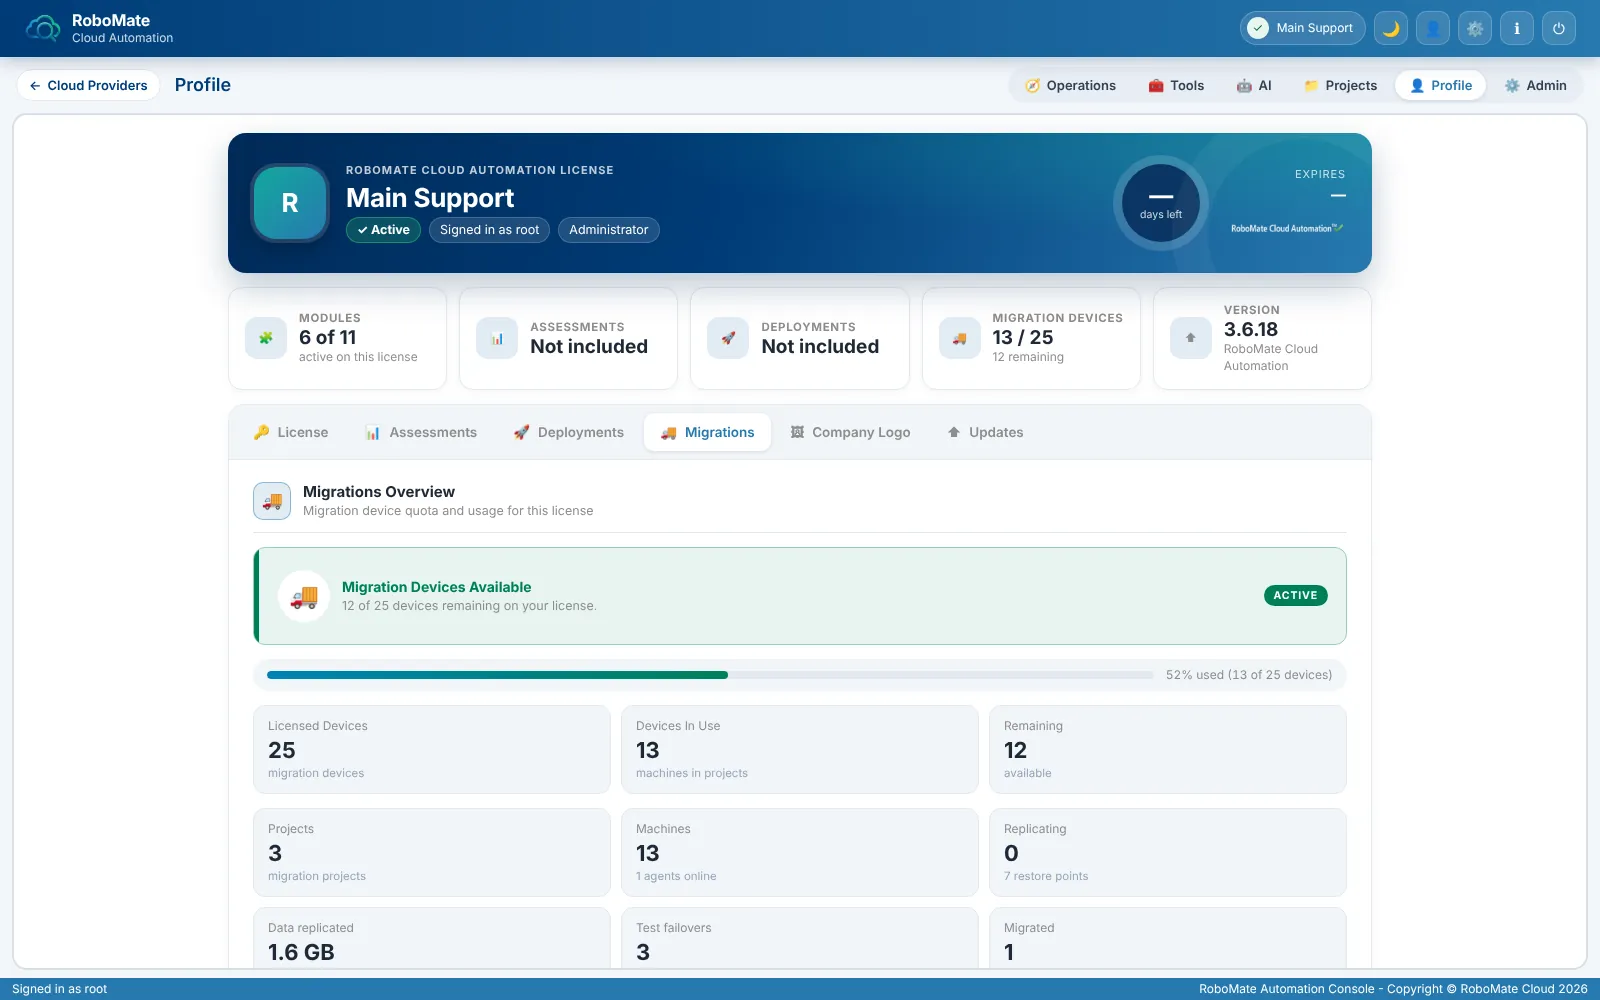 RoboMate
Cloud Automation
Main Support
← Cloud Providers
Profile
Operations
Tools
AI
Projects
Profile
Admin
R
ROBOMATE CLOUD AUTOMATION LICENSE
Main Support
✓ Active
Signed in as root
Administrator
—
days left
EXPIRES
—
RoboMate Cloud Automation
MODULES
6 of 11
active on this license
ASSESSMENTS
Not included
DEPLOYMENTS
Not included
MIGRATION DEVICES
13 / 25
12 remaining
VERSION
3.6.18
RoboMate Cloud
Automation
License
Assessments
Deployments
Migrations
Company Logo
Updates
Migrations Overview
Migration device quota and usage for this license
Migration Devices Available
12 of 25 devices remaining on your license.
ACTIVE
52% used (13 of 25 devices)
Licensed Devices
25
migration devices
Devices In Use
13
machines in projects
Remaining
12
available
Projects
3
migration projects
Machines
13
1 agents online
Replicating
0
7 restore points
Data replicated
1.6 GB
Test failovers
3
Migrated
1
Signed in as root
RoboMate Automation Console - Copyright © RoboMate Cloud 2026